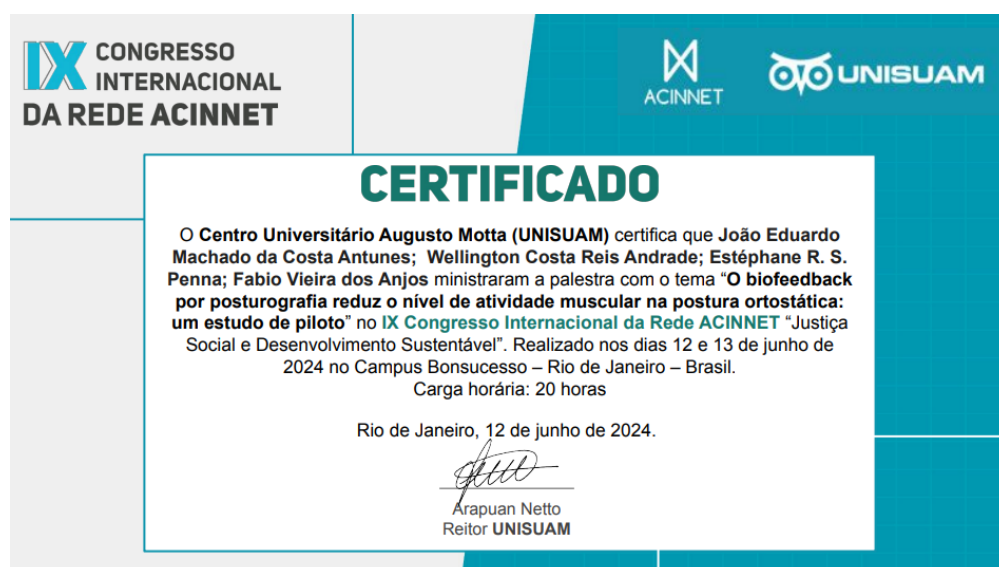 IX CONGRESSO
INTERNACIONAL
DA REDE ACINNET
ACINNET
UNISUAM
CERTIFICADO
O Centro Universitário Augusto Motta (UNISUAM) certifica que João Eduardo
Machado da Costa Antunes; Wellington Costa Reis Andrade; Estéphane R. S.
Penna; Fabio Vieira dos Anjos ministraram a palestra com o tema “O biofeedback
por posturografia reduz o nível de atividade muscular na postura ortostática:
um estudo de piloto” no IX Congresso Internacional da Rede ACINNET “Justiça
Social e Desenvolvimento Sustentável”. Realizado nos dias 12 e 13 de junho de
2024 no Campus Bonsucesso – Rio de Janeiro – Brasil.
Carga horária: 20 horas
Rio de Janeiro, 12 de junho de 2024.
Arapuan Netto
Reitor UNISUAM